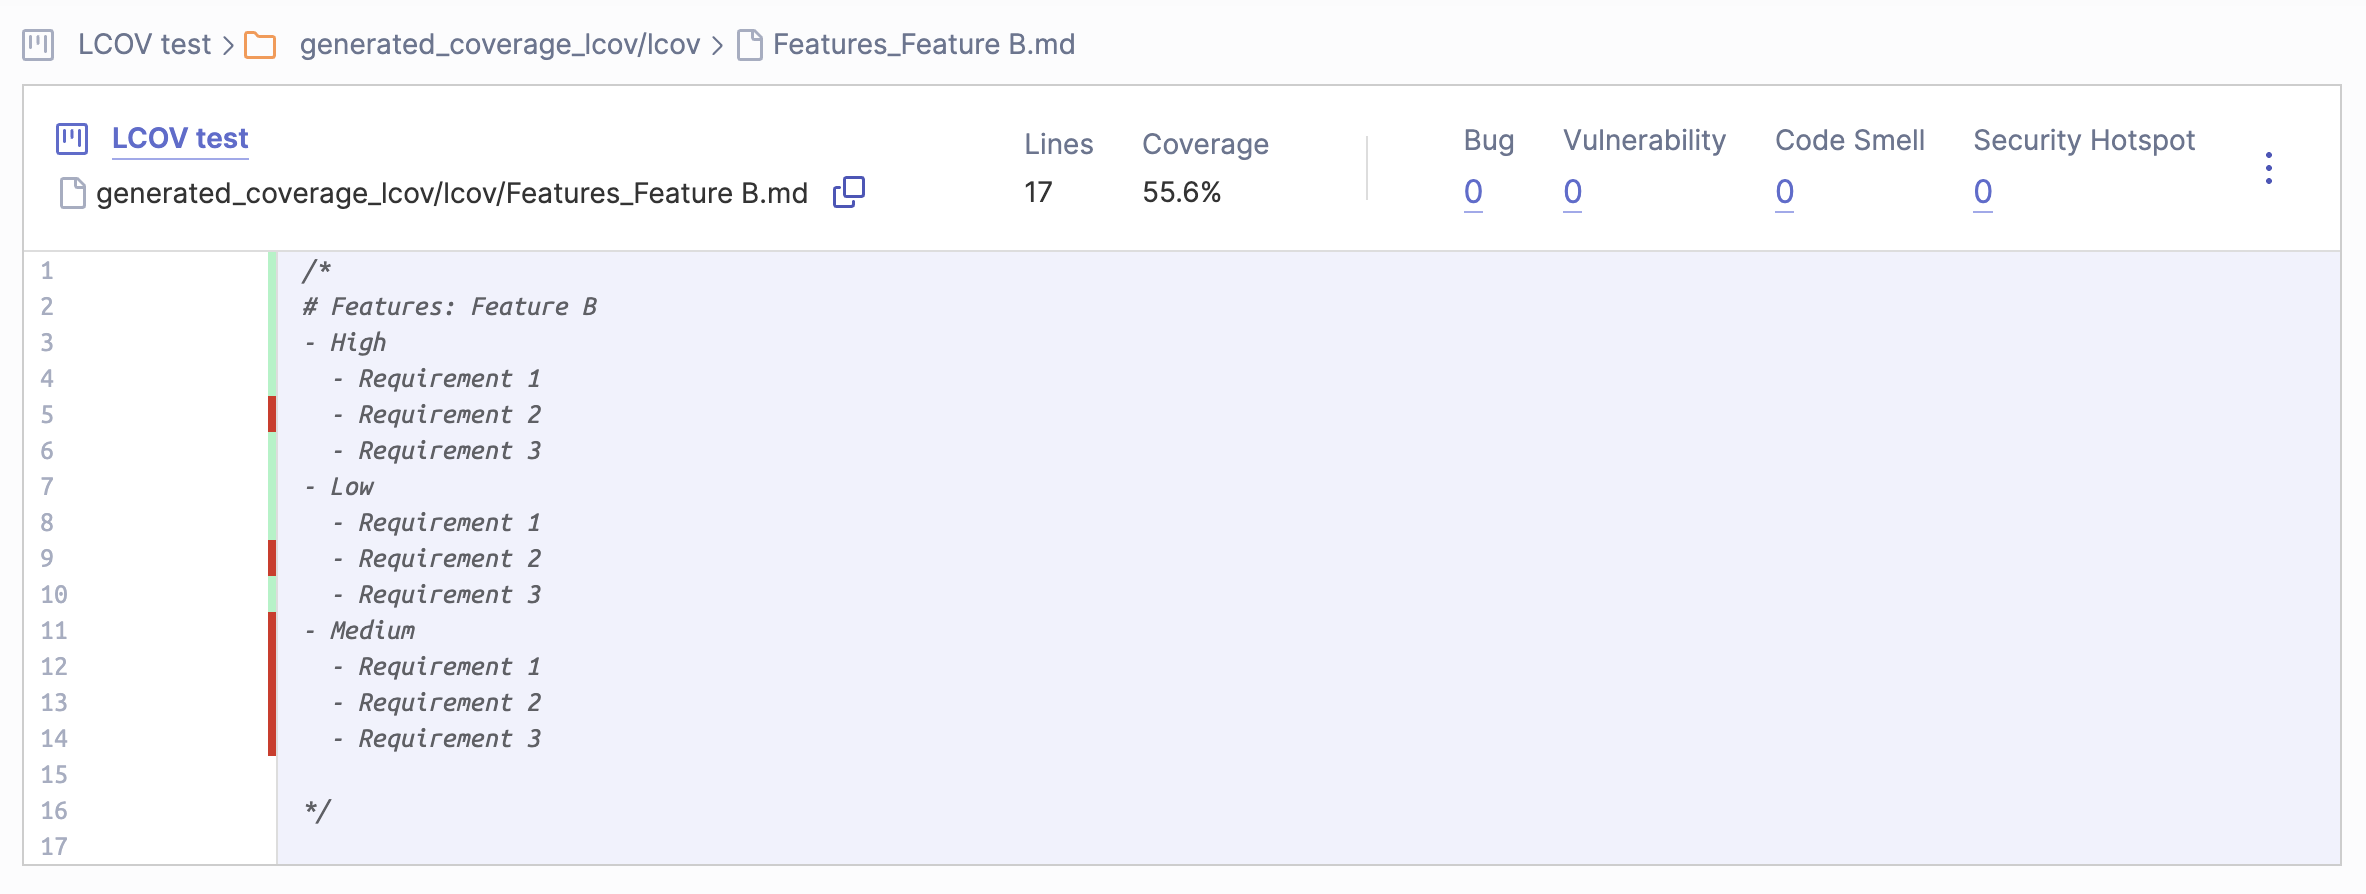 LCOV test > generated_coverage_lcov/lcov > Features_Feature B.md
LCOV test
generated_coverage_lcov/lcov/Features_Feature B.md
Lines Coverage Bug Vulnerability Code Smell Security Hotspot
17 55.6% 0 0 0 0
1 /*
2 # Features: Feature B
3 - High
4   - Requirement 1
5   - Requirement 2
6   - Requirement 3
7 - Low
8   - Requirement 1
9   - Requirement 2
10   - Requirement 3
11 - Medium
12   - Requirement 1
13   - Requirement 2
14   - Requirement 3
15
16 */
17